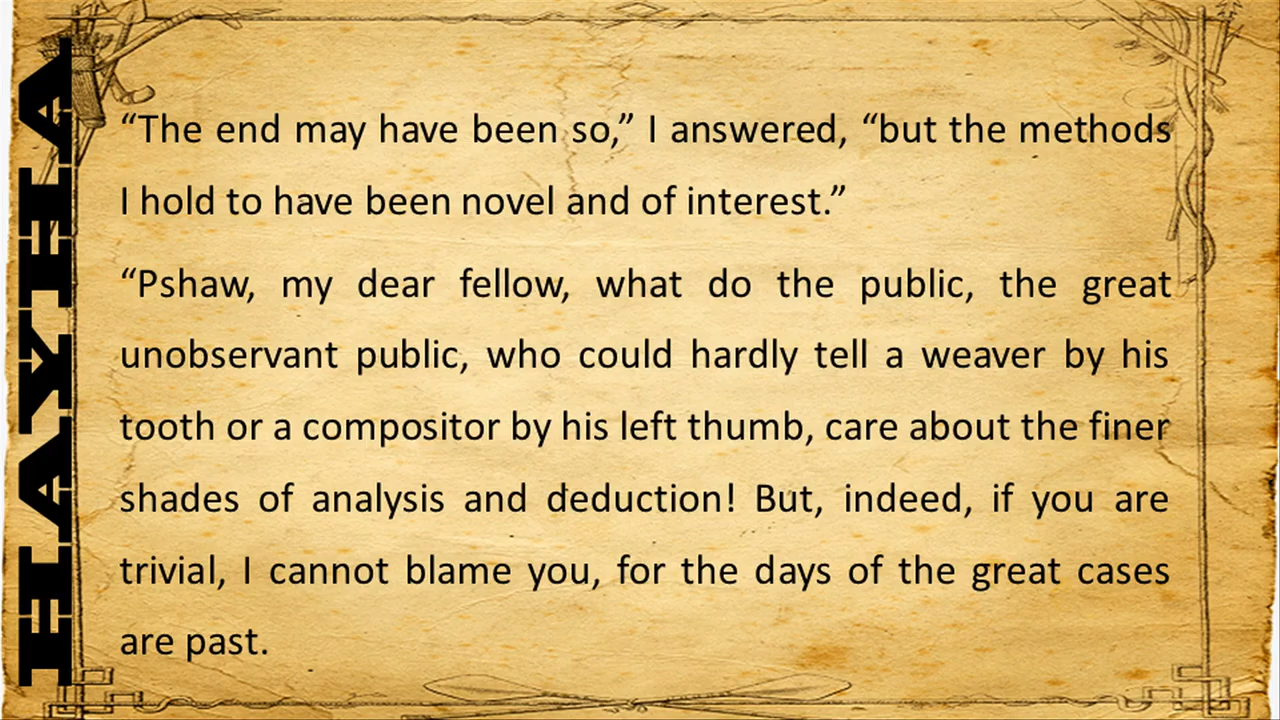 HAYHA
“The end may have been so,” I answered, “but the methods
I hold to have been novel and of interest.”
“Pshaw, my dear fellow, what do the public, the great
unobservant public, who could hardly tell a weaver by his
tooth or a compositor by his left thumb, care about the finer
shades of analysis and deduction! But, indeed, if you are
trivial, I cannot blame you, for the days of the great cases
are past.